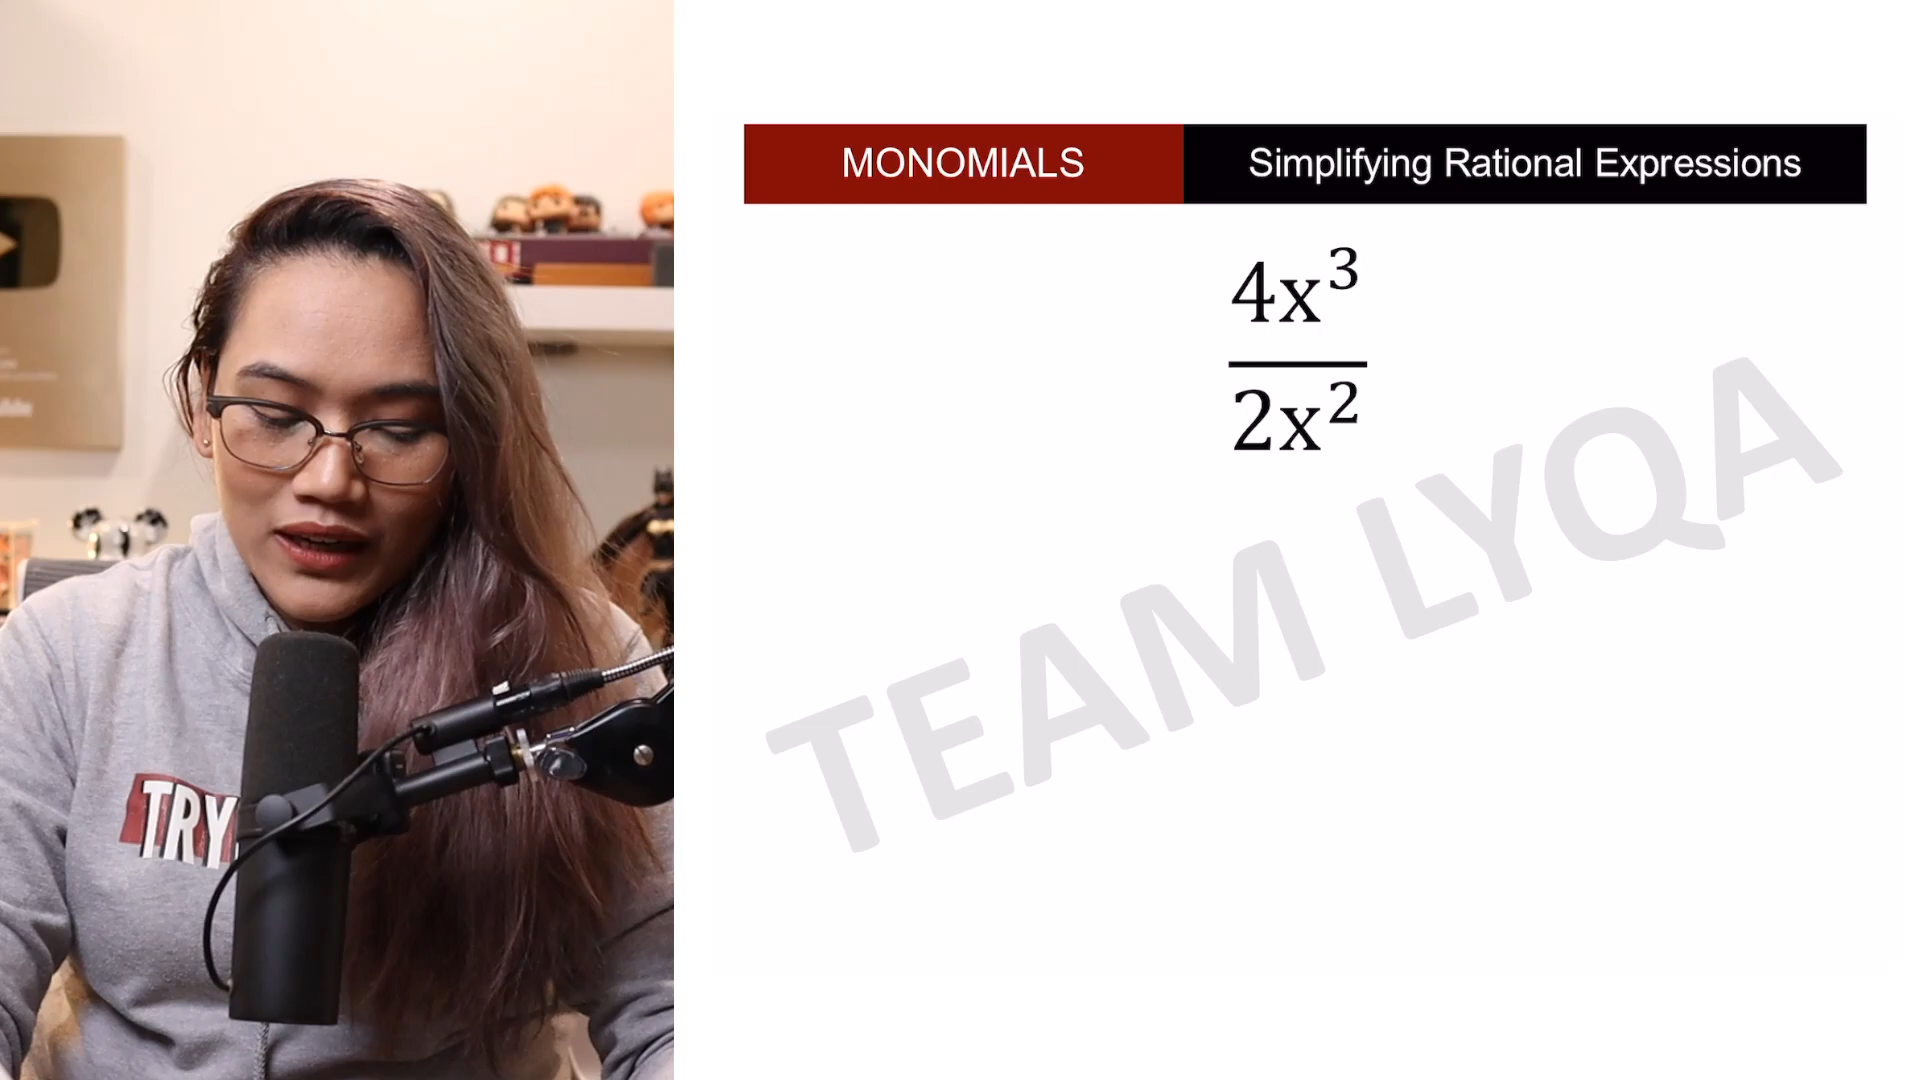 MONOMIALS
Simplifying Rational Expressions
4x³
2x²
TEAM LYQA
TRY